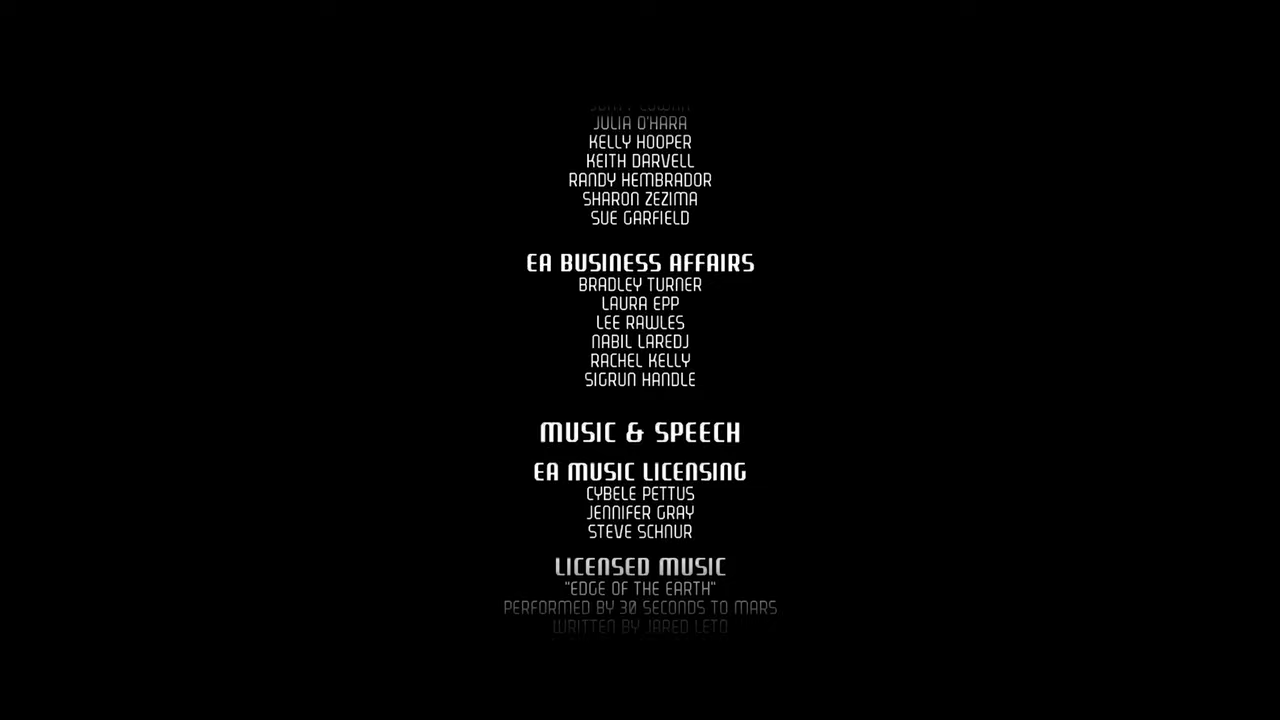 JULIA O'HARA
KELLY HOOPER
KEITH DARVELL
RANDY HEMBRADOR
SHARON ZEZIMA
SUE GARFIELD
EA BUSINESS AFFAIRS
BRADLEY TURNER
LAURA EPP
LEE RAWLES
NABIL LAREDJ
RACHEL KELLY
SIGRUN HANDLE
MUSIC & SPEECH
EA MUSIC LICENSING
CYBELE PETTUS
JENNIFER GRAY
STEVE SCHNUR
LICENSED MUSIC
"EDGE OF THE EARTH"
PERFORMED BY 30 SECONDS TO MARS
WRITTEN BY JARED LETO